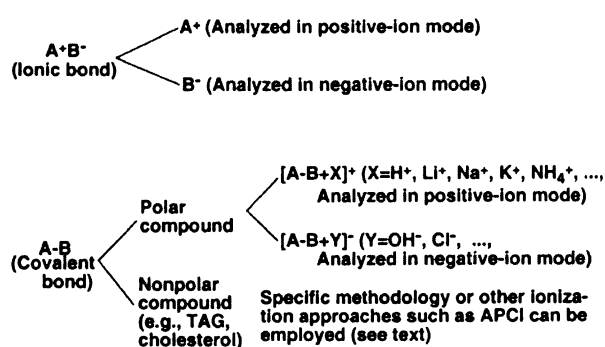 A⁺B⁻
(Ionic bond)
A⁺ (Analyzed in positive-ion mode)
B⁻ (Analyzed in negative-ion mode)
A-B
(Covalent
bond)
Polar
compound
[A-B+X]⁺ (X=H⁺, Li⁺, Na⁺, K⁺, NH₄⁺, ...,
Analyzed in positive-ion mode)
[A-B+Y]⁻ (Y=OH⁻, Cl⁻, ...,
Analyzed in negative-ion mode)
Nonpolar
compound
(e.g., TAG,
cholesterol)
Specific methodology or other ioniza-
tion approaches such as APCI can be
employed (see text)